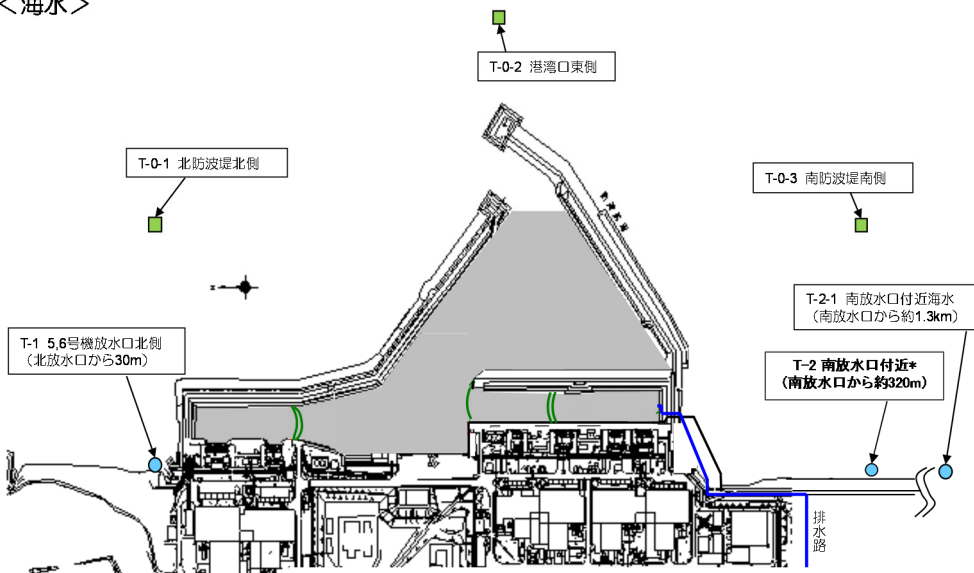 ＜海水＞
T-0-2 港湾口東側
T-0-1 北防波堤北側
T-0-3 南防波堤南側
T-2-1 南放水口付近海水
（南放水口から約1.3km）
T-1 5,6号機放水口北側
（北放水口から30m）
T-2 南放水口付近*
（南放水口から約320m）
排水路